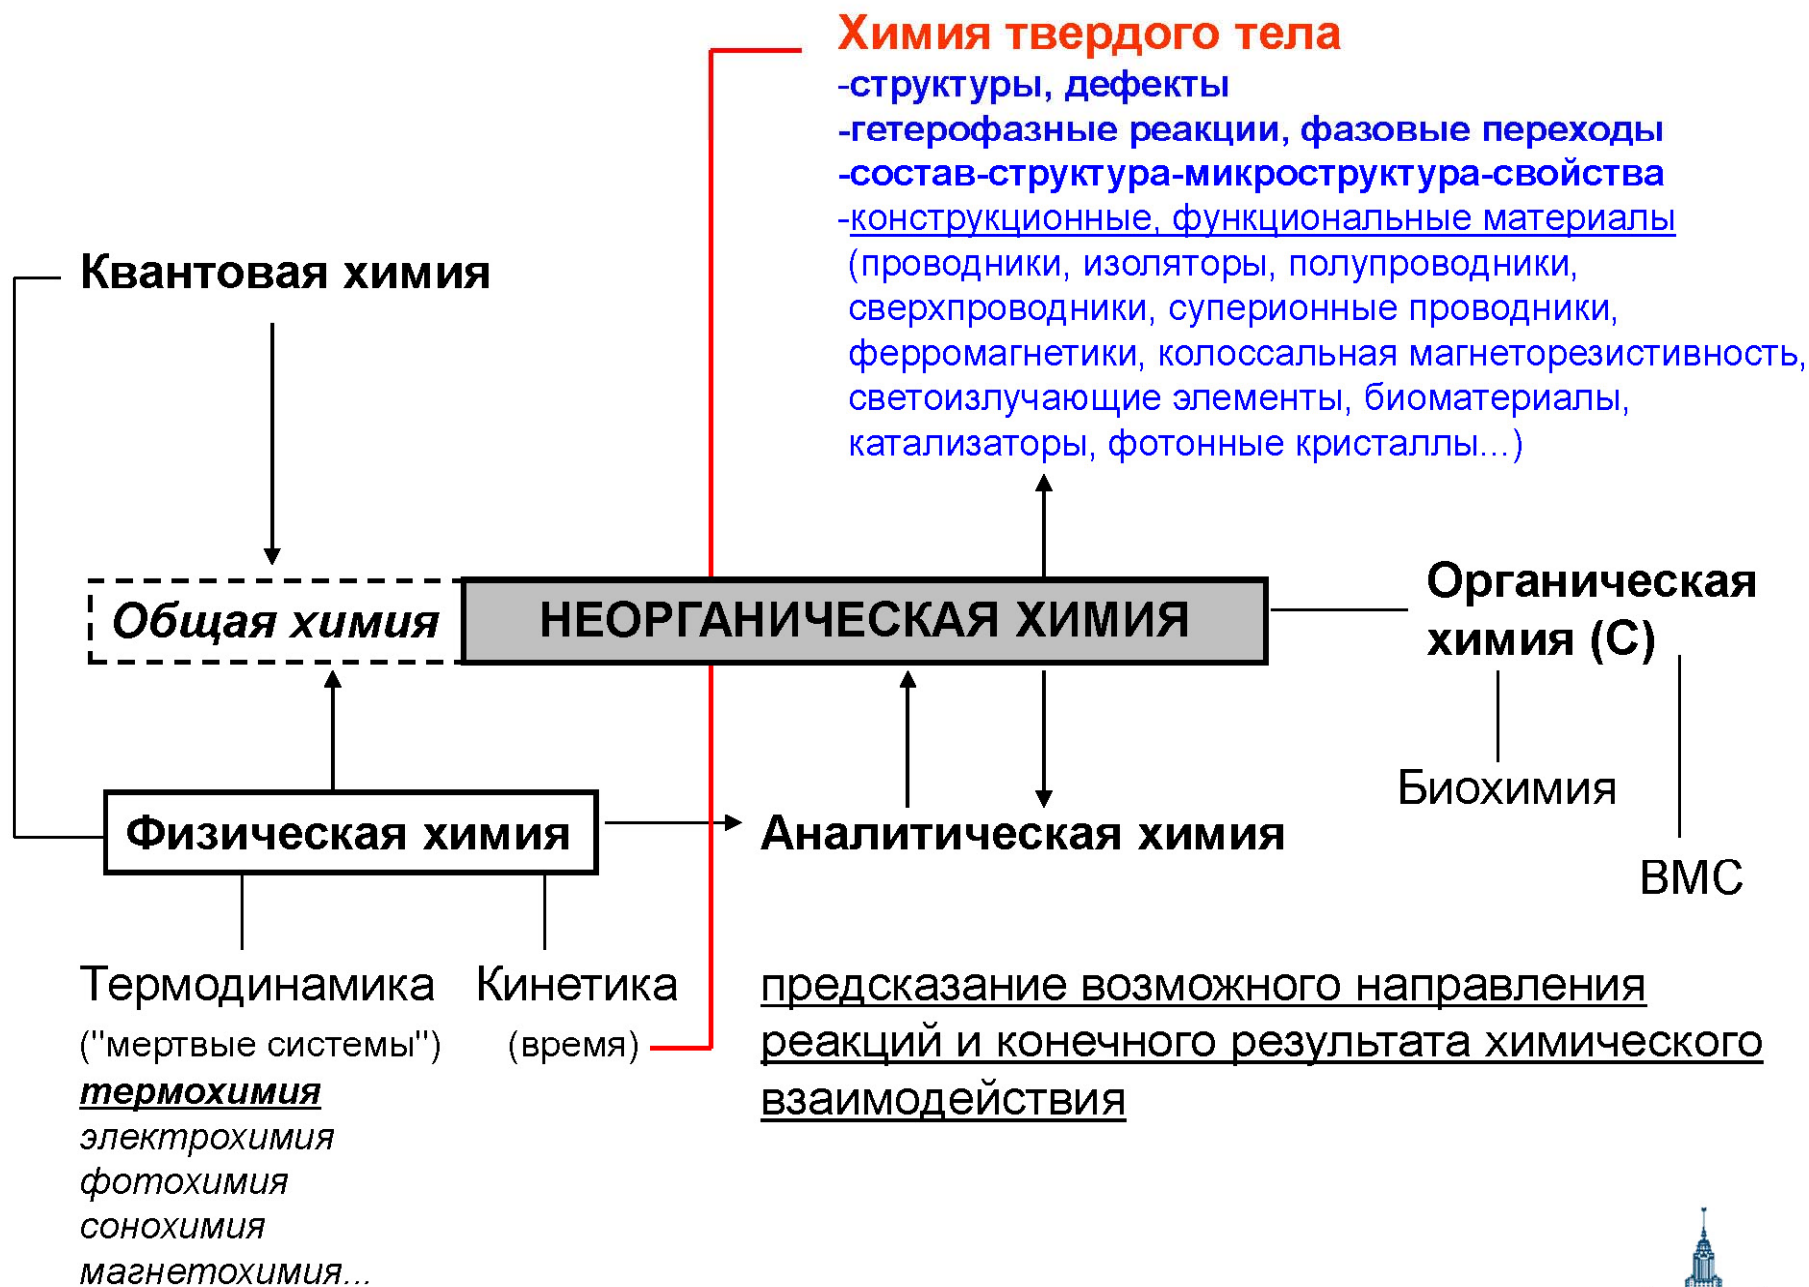 Химия твердого тела
-структуры, дефекты
-гетерофазные реакции, фазовые переходы
-состав-структура-микроструктура-свойства
-конструкционные, функциональные материалы
(проводники, изоляторы, полупроводники,
сверхпроводники, суперионные проводники,
ферромагнетики, колоссальная магнеторезистивность,
светоизлучающие элементы, биоматериалы,
катализаторы, фотонные кристаллы...)
Квантовая химия
Общая химия
НЕОРГАНИЧЕСКАЯ ХИМИЯ
Органическая
химия (С)
Биохимия
ВМС
Физическая химия
Аналитическая химия
Термодинамика
("мертвые системы")
термохимия
электрохимия
фотохимия
сонохимия
магнетохимия...
Кинетика
(время)
предсказание возможного направления
реакций и конечного результата химического
взаимодействия